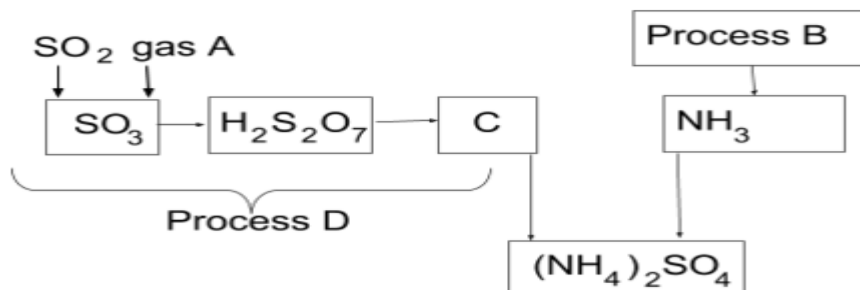 SO₂ gas A
Process B
SO₃
H₂S₂O₇
C
NH₃
Process D
(NH₄)₂SO₄